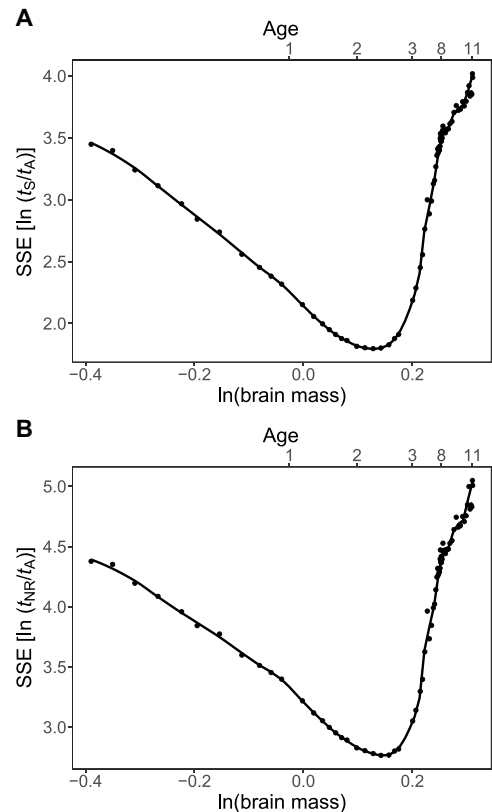 A
Age
1 2 3 8 11
4.0
3.5
3.0
2.5
2.0
SSE [ln (tS/tA)]
−0.4 −0.2 0.0 0.2
ln(brain mass)
B
Age
1 2 3 8 11
5.0
4.5
4.0
3.5
3.0
SSE [ln (tNR/tA)]
−0.4 −0.2 0.0 0.2
ln(brain mass)